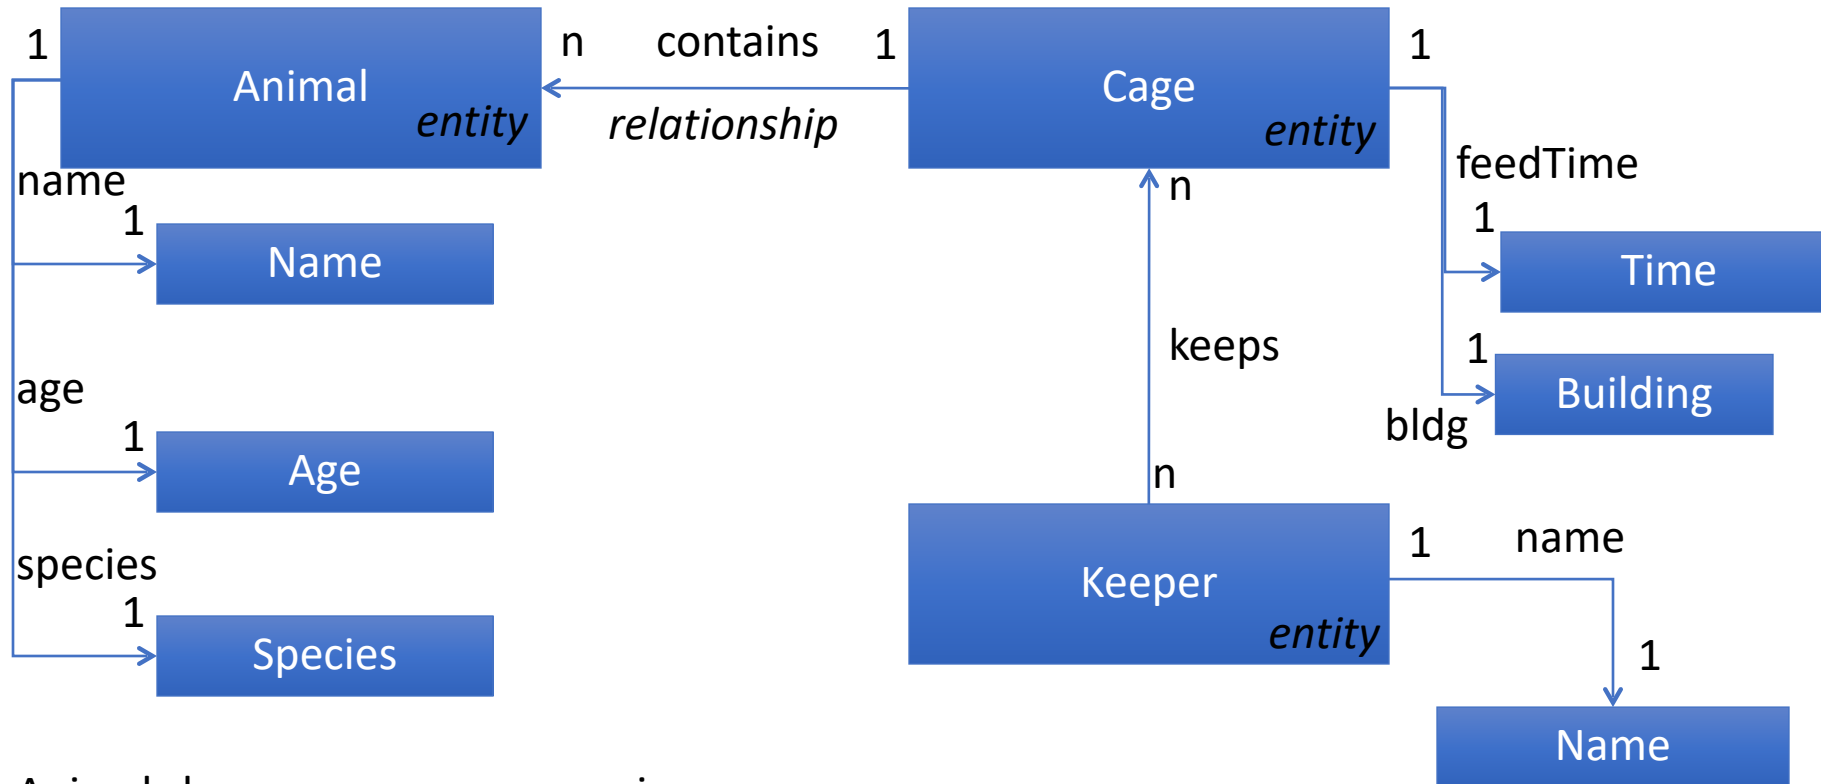 1
Animal
entity
n
contains
1
relationship
Cage
entity
1
name
1
Name
age
1
Age
species
1
Species
n
keeps
n
feedTime
1
Time
1
Building
bldg
Keeper
entity
1
name
1
Name